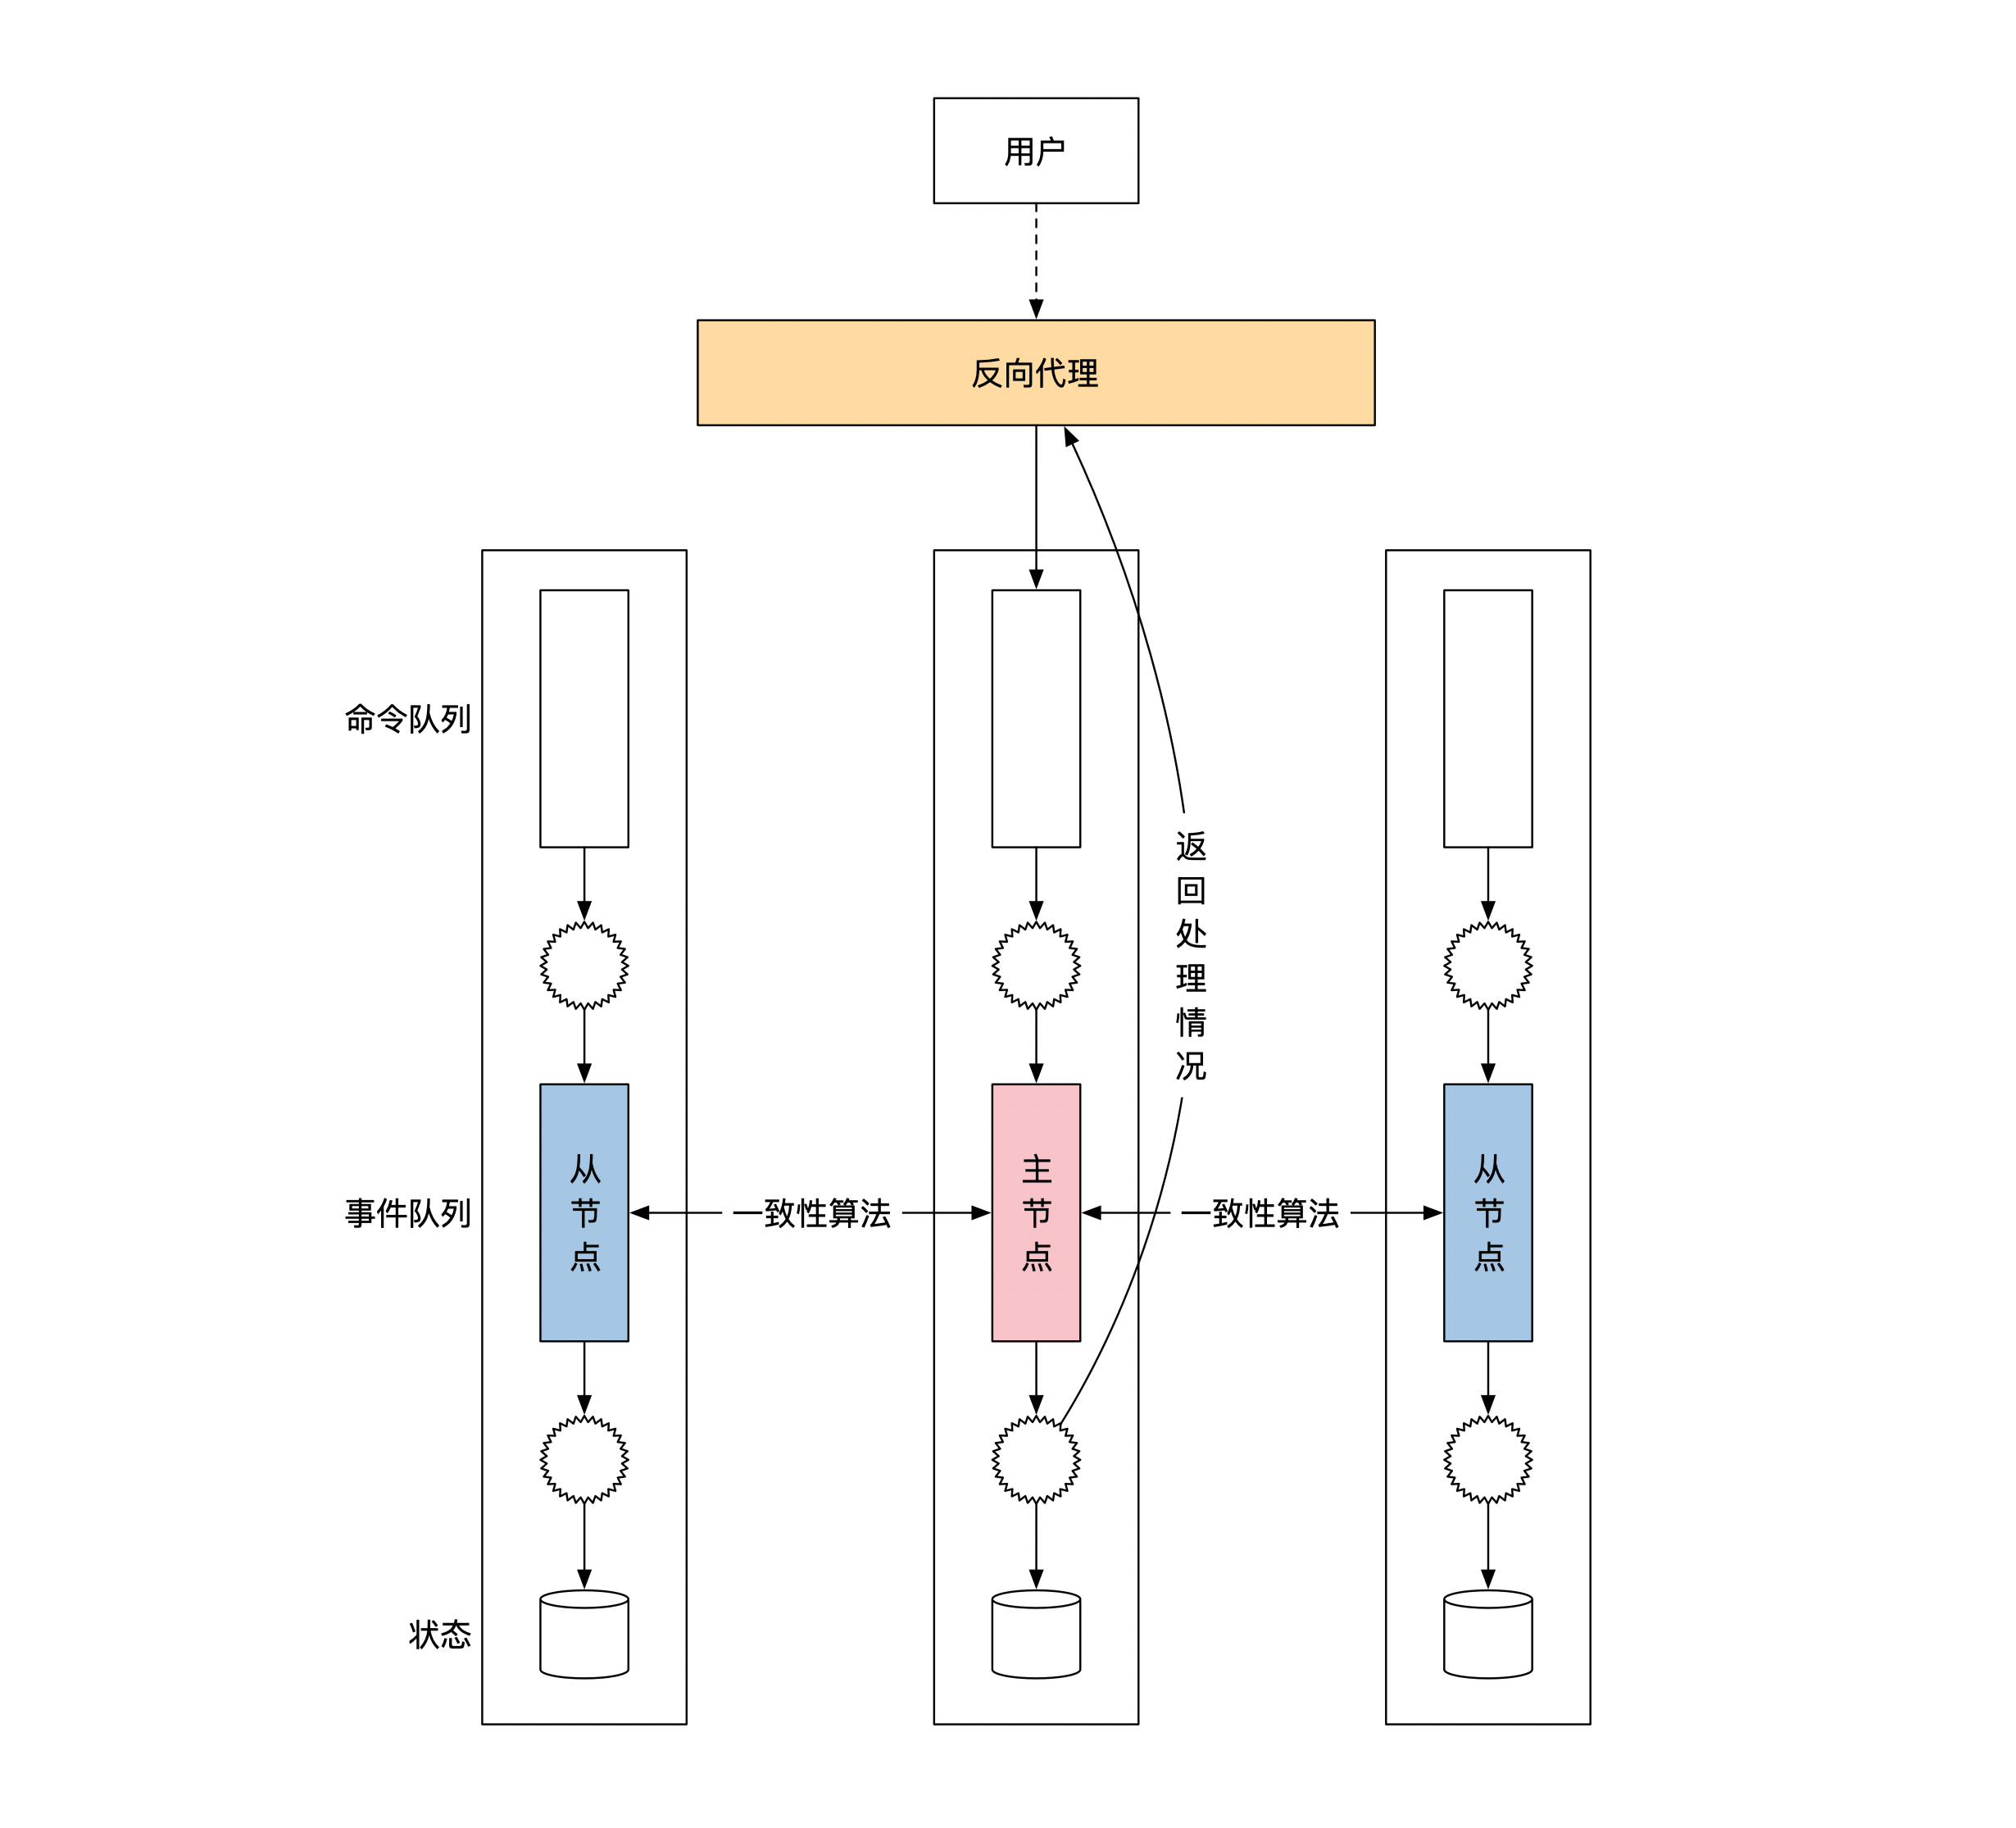 用户
反向代理
命令队列
返回处理情况
事件队列
从节点
一致性算法
主节点
一致性算法
从节点
状态